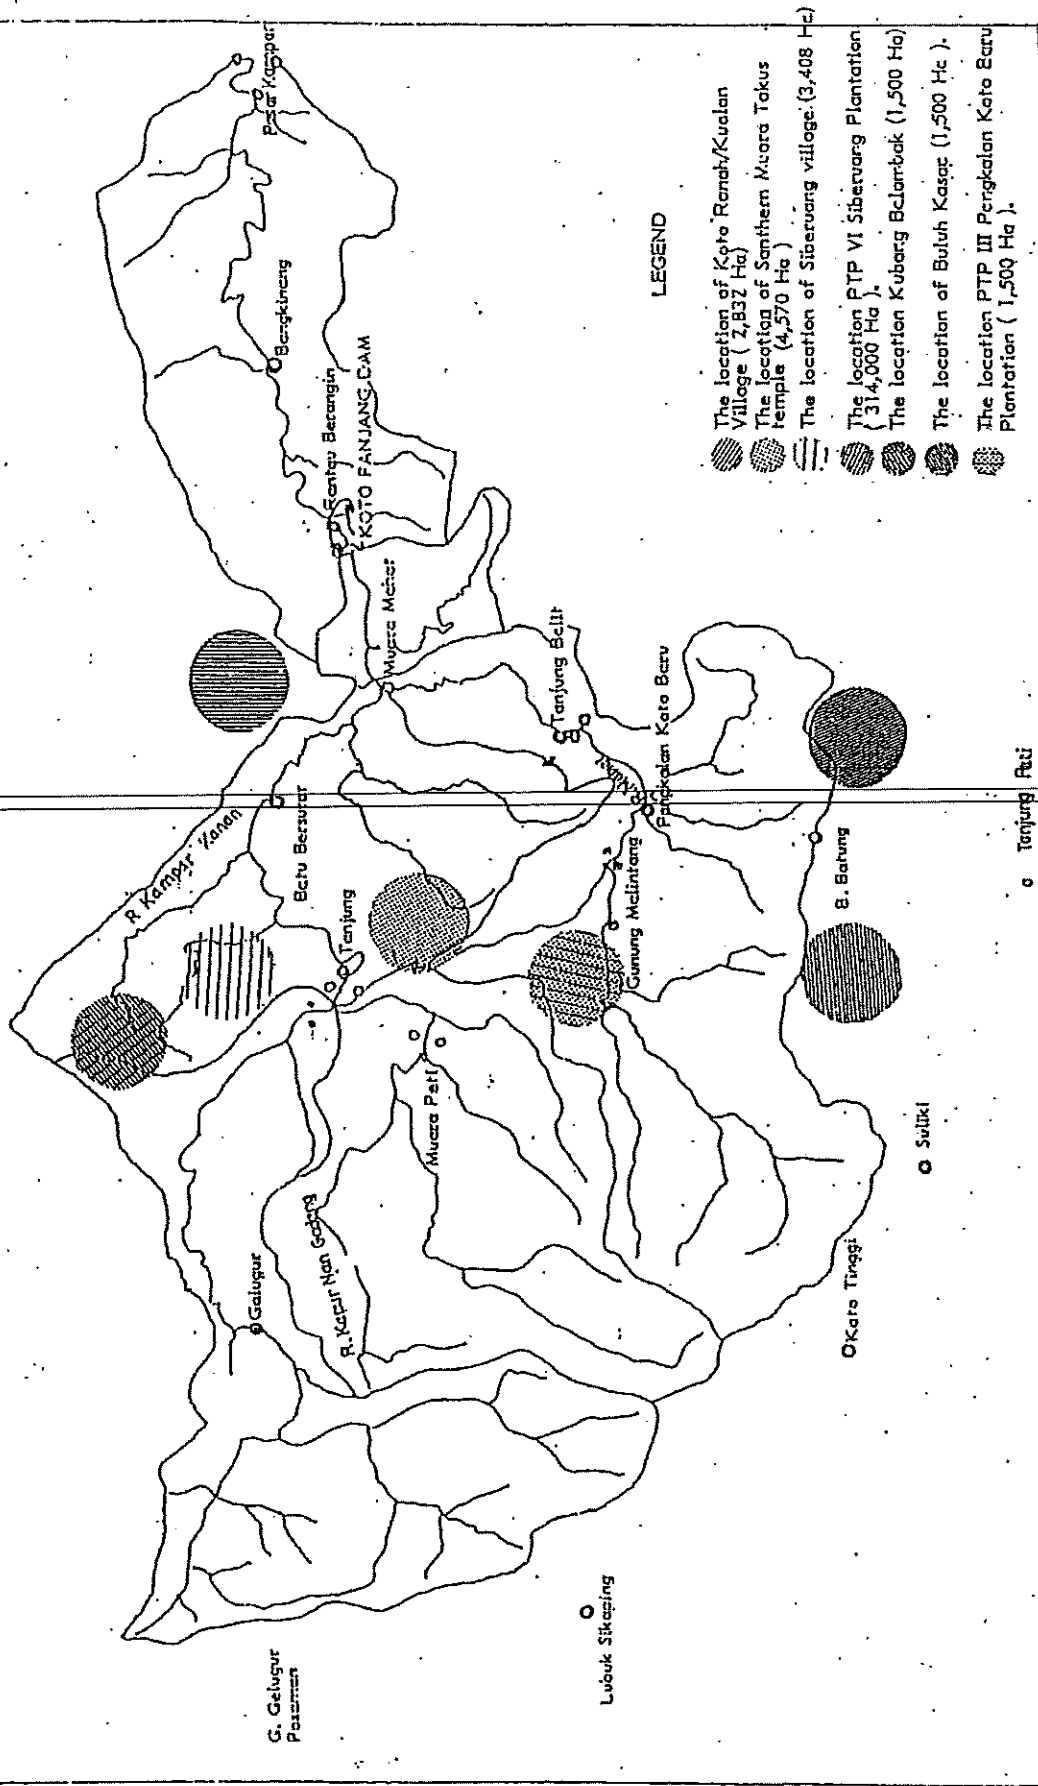 Pasar Kampar
Bangkinang
Rantau Berangin
KOTO PANJANG DAM
Muara Mahat
Tanjung Balit
Pangkalan Koto Baru
R. Kampar Kanan
Batu Bersurat
Tanjung
Gunung Malintang
B. Batung
Tanjung Pati
Muara Peti
Suliki
Galugur
R. Kapur Nan Gadang
Koto Tinggi
G. Gelugur
Pasaman
Lubuk Sikaping
LEGEND
The location of Koto Ranah/Kualan
Village ( 2,832 Ha)
The location of Southern Muara Takus
temple (4,570 Ha )
The location of Siberuang village (3,408 Ha)
The location PTP VI Siberuang Plantation
( 314,000 Ha ).
The location Kubang Belambak (1,500 Ha)
The location of Buluh Kasap (1,500 Ha ).
The location PTP III Pangkalan Koto Baru
Plantation ( 1,500 Ha ).